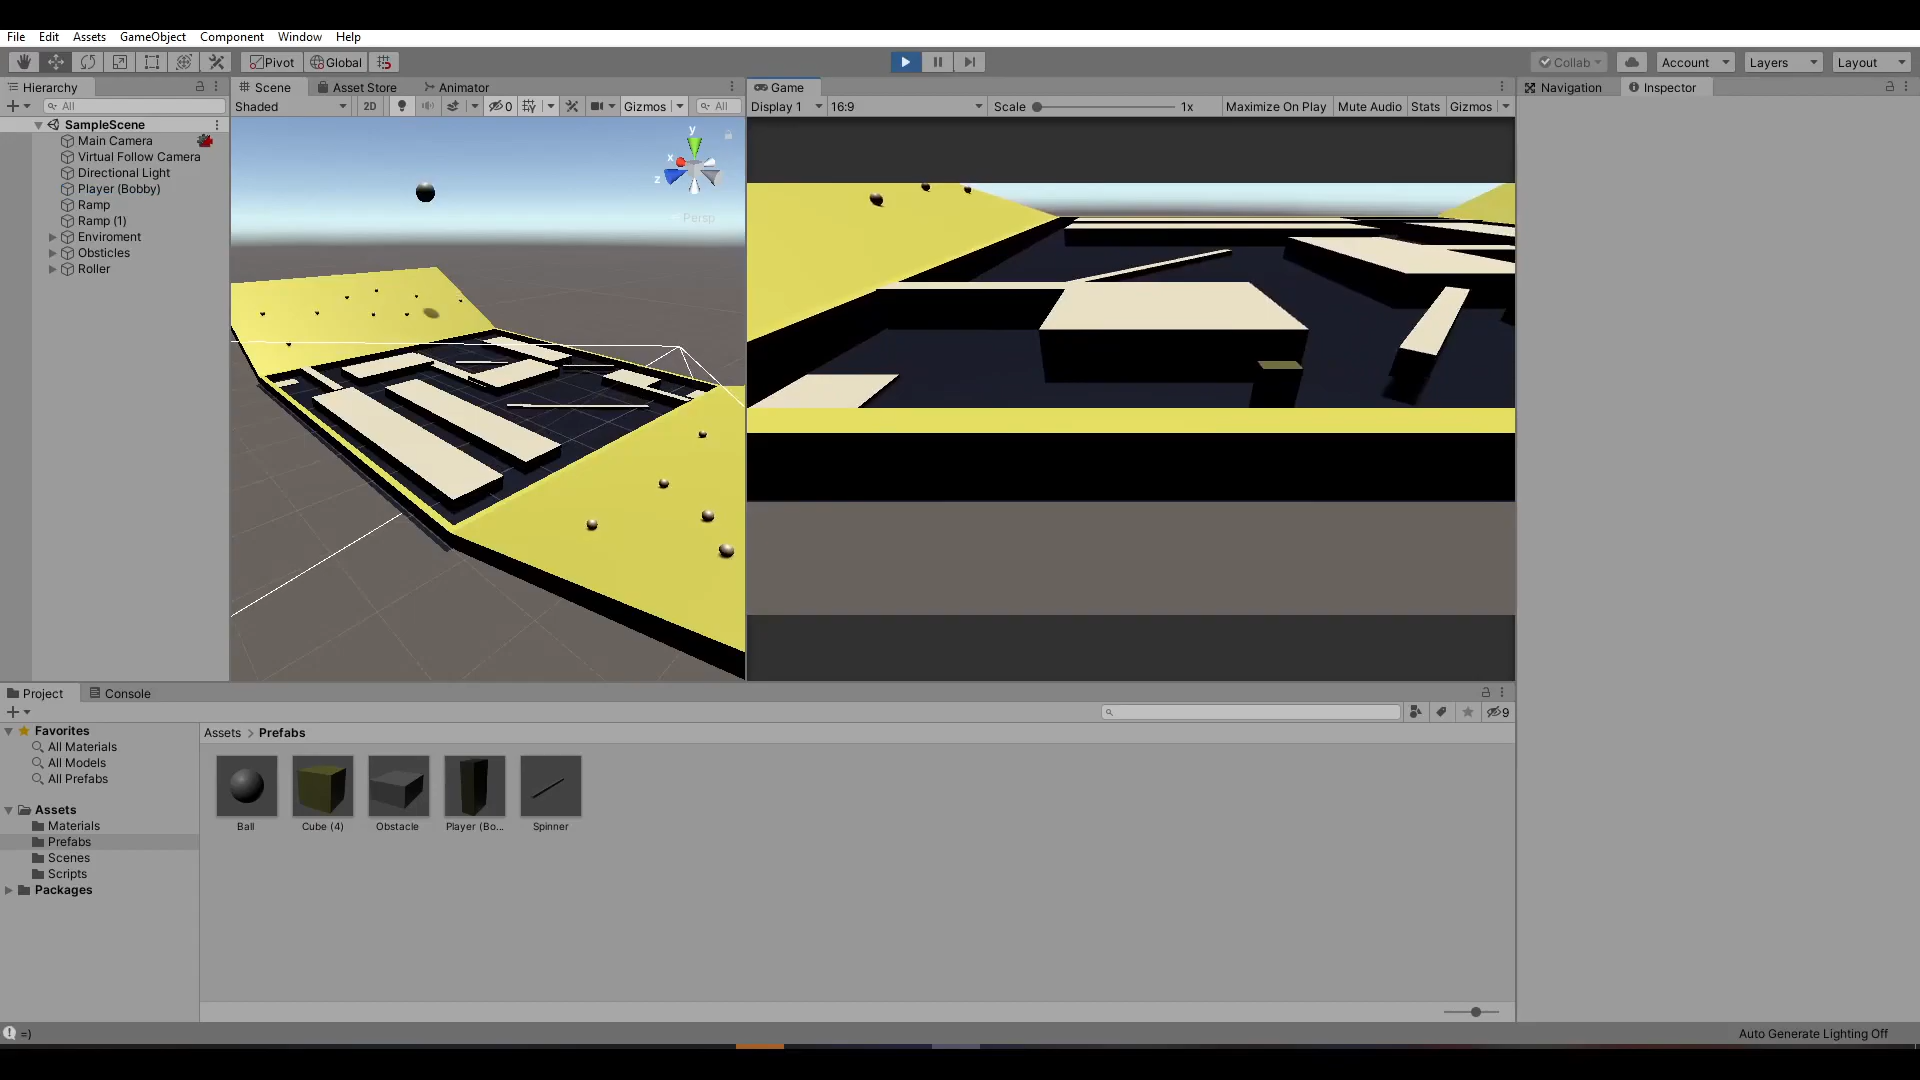 File Edit Assets GameObject Component Window Help
Pivot Global Collab Account Layers Layout
Hierarchy Scene Asset Store Animator Game Navigation Inspector
All Shaded 2D 0 Gizmos All Display 1 16:9 Scale 1x Maximize On Play Mute Audio Stats Gizmos
SampleScene
Main Camera
Virtual Follow Camera
Directional Light
Player (Bobby)
Ramp
Ramp (1)
Enviroment
Obsticles
Roller
y
x
z
Persp
Project Console
9
Favorites
All Materials
All Models
All Prefabs
Assets
Materials
Prefabs
Scenes
Scripts
Packages
Assets > Prefabs
Ball Cube (4) Obstacle Player (Bo... Spinner
=) Auto Generate Lighting Off